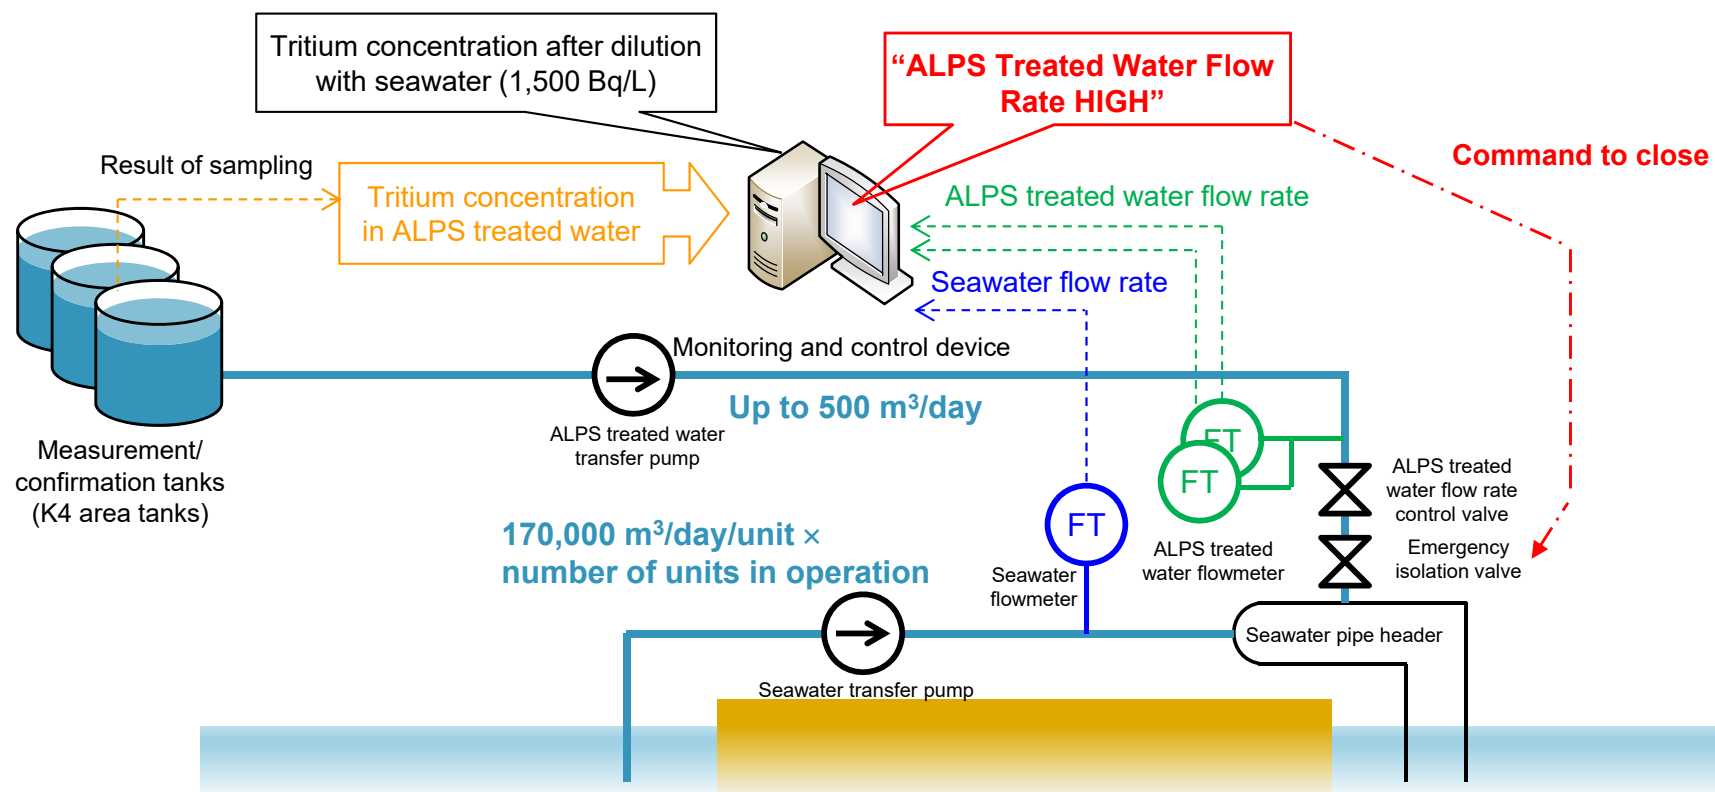 Tritium concentration after dilution
with seawater (1,500 Bq/L)
“ALPS Treated Water Flow
Rate HIGH”
Command to close
Result of sampling
Tritium concentration
in ALPS treated water
ALPS treated water flow rate
Seawater flow rate
Monitoring and control device
Up to 500 m³/day
ALPS treated water
transfer pump
Measurement/
confirmation tanks
(K4 area tanks)
FT
FT
ALPS treated
water flow rate
control valve
FT
170,000 m³/day/unit ×
number of units in operation
ALPS treated
water flowmeter
Emergency
isolation valve
Seawater
flowmeter
Seawater pipe header
Seawater transfer pump